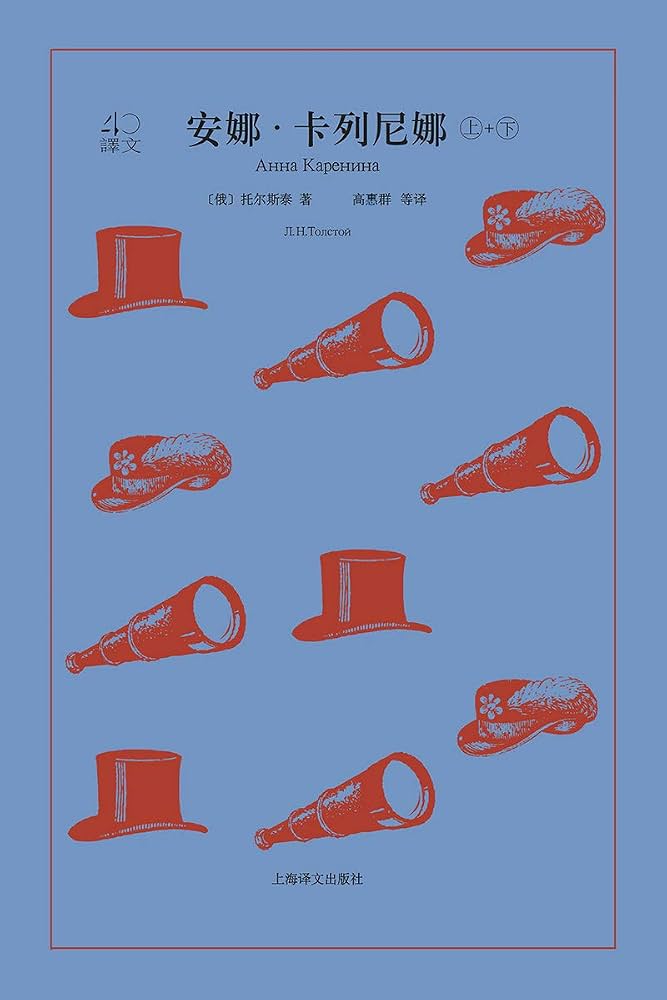 40
譯文
安娜·卡列尼娜 上+下
Анна Каренина
〔俄〕托尔斯泰 著 高惠群 等译
Л.Н.Толстой
上海译文出版社